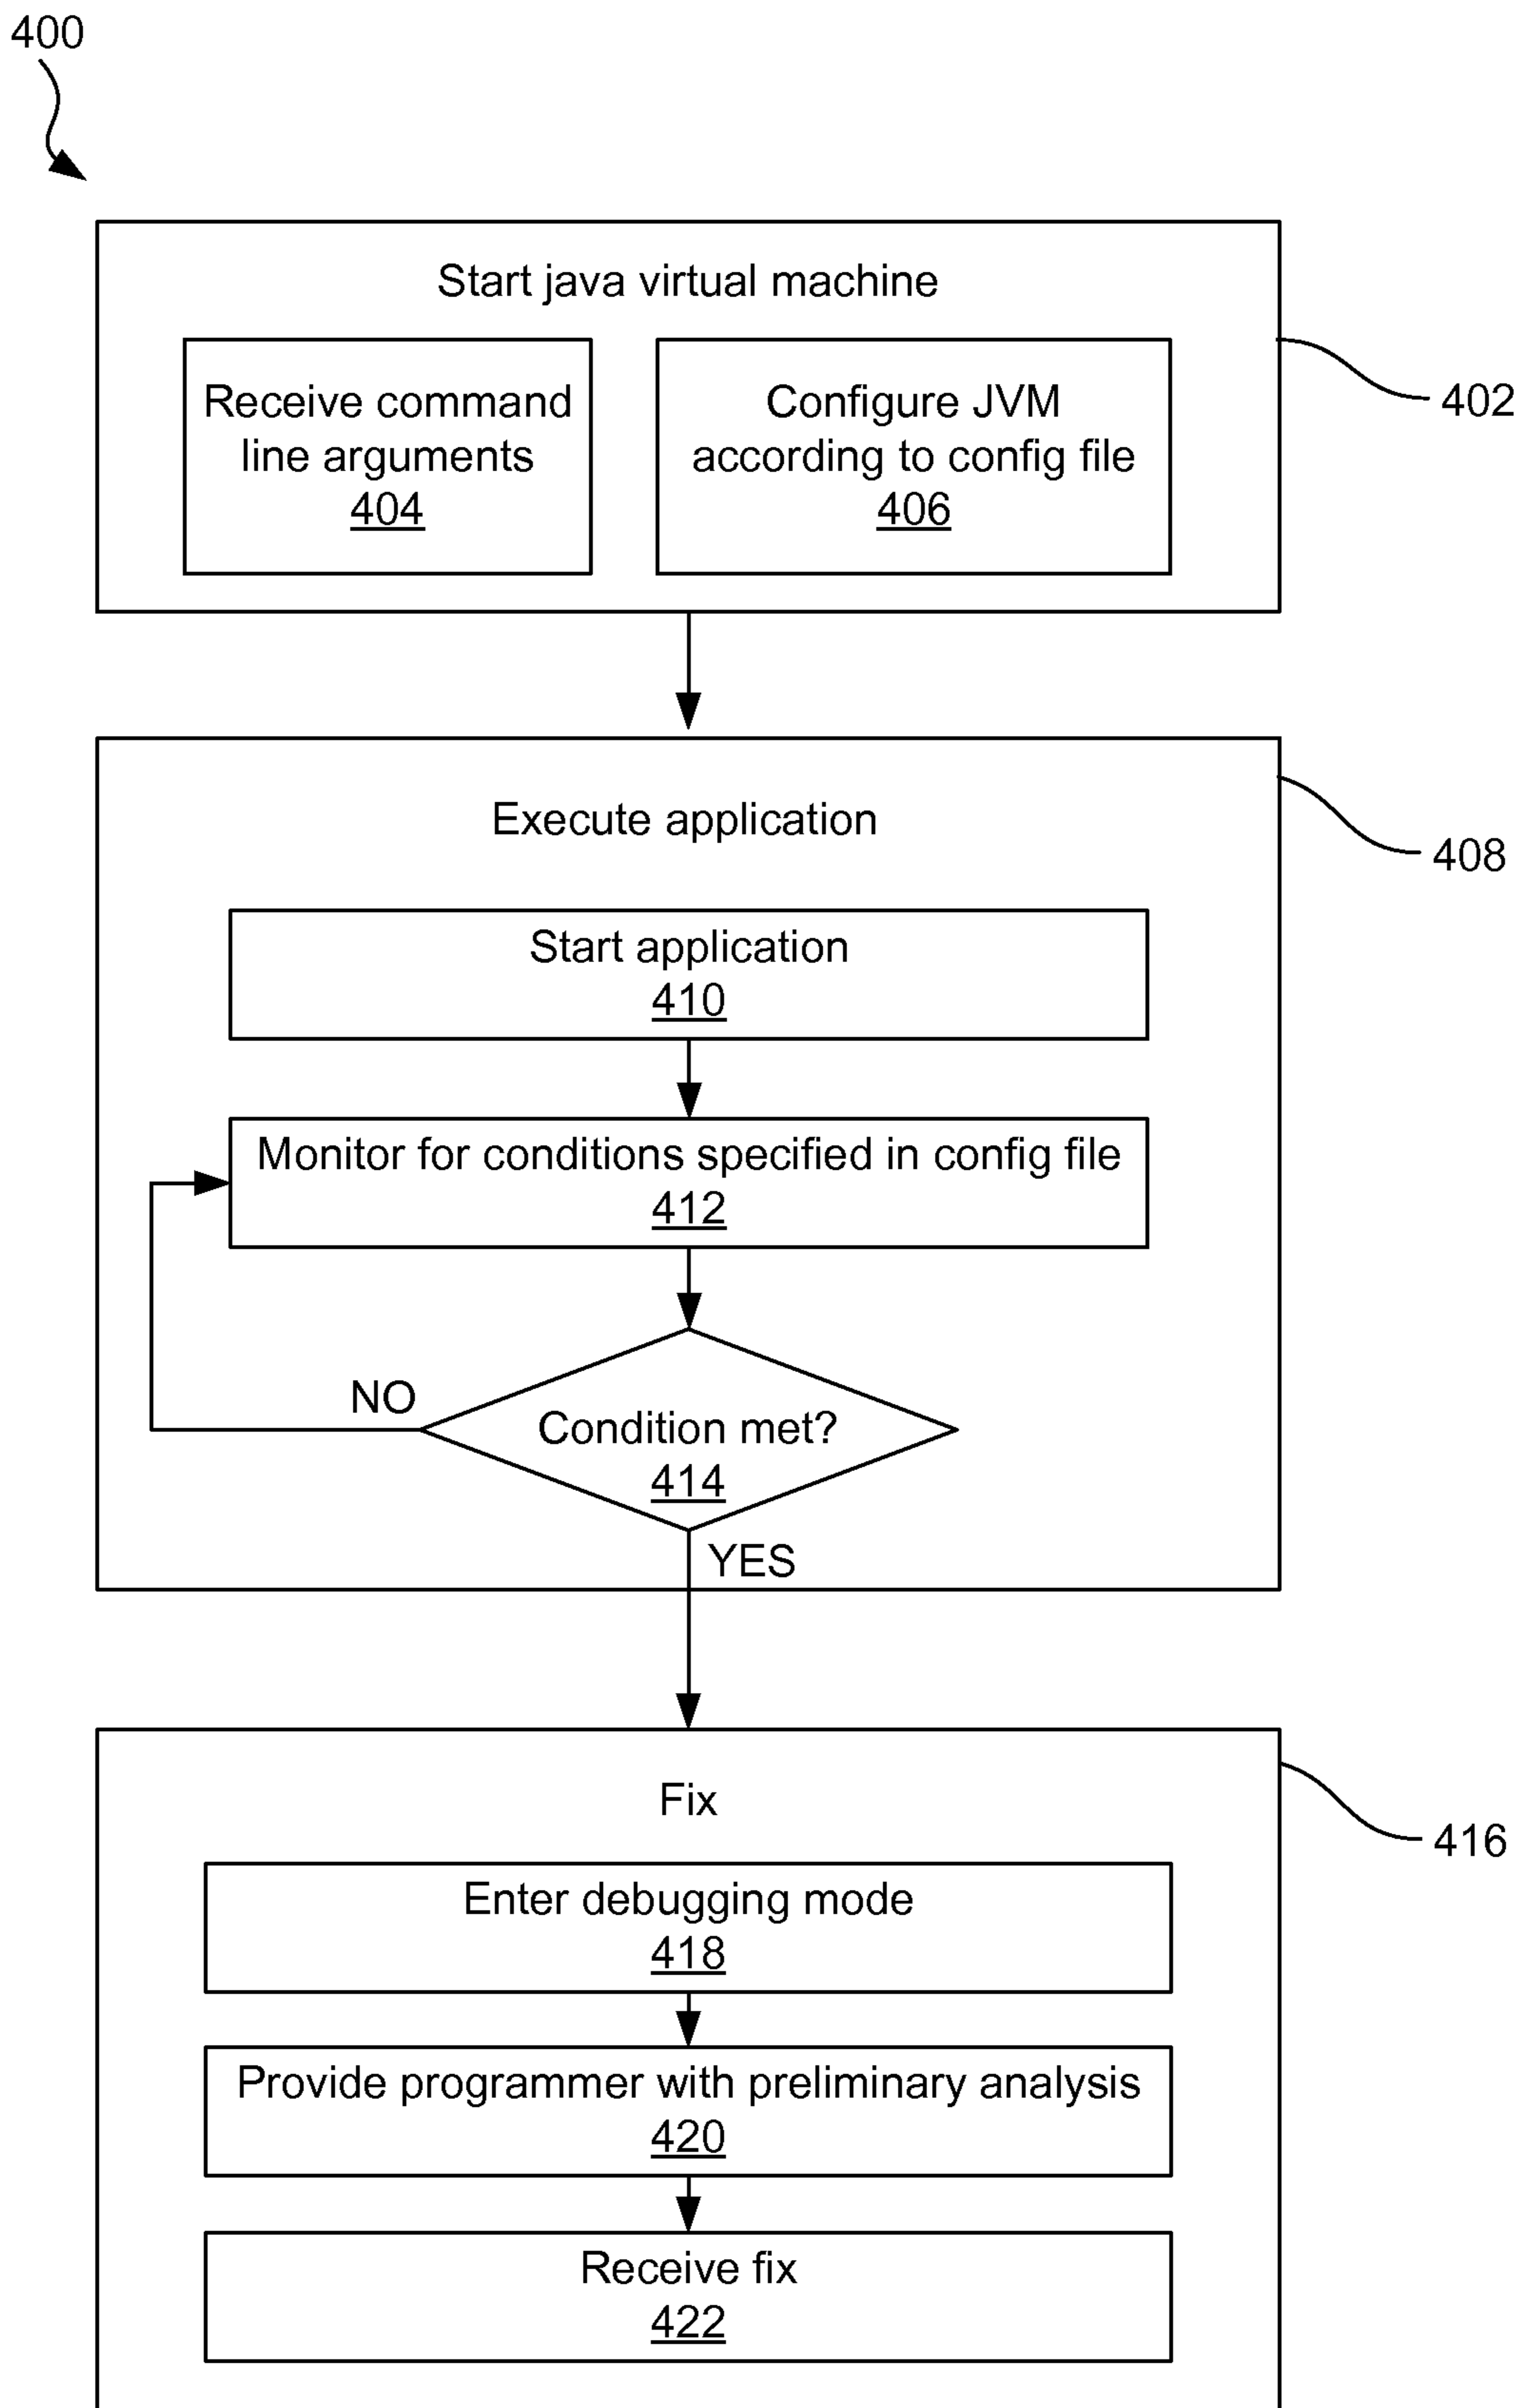 400
Start java virtual machine
Receive command
line arguments
404
Configure JVM
according to config file
406
402
Execute application
408
Start application
410
Monitor for conditions specified in config file
412
NO
Condition met?
414
YES
Fix
416
Enter debugging mode
418
Provide programmer with preliminary analysis
420
Receive fix
422